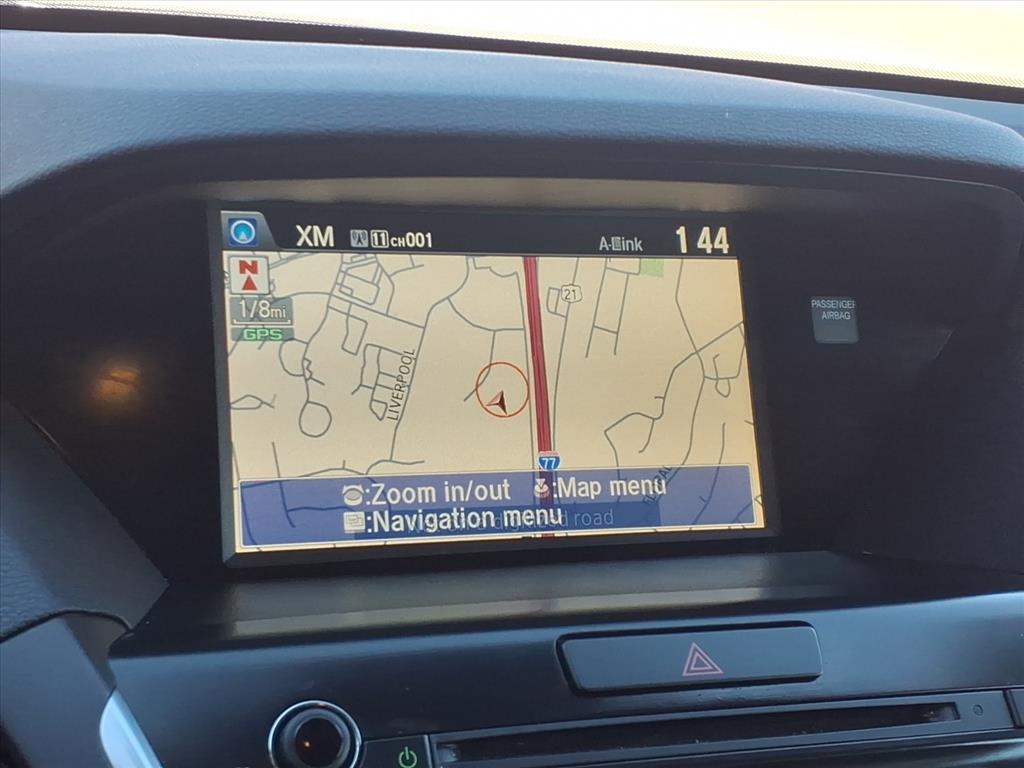 XM 11 CH001 A-Link 1 44
N
1/8mi
GPS
21
LIVERPOOL
77
:Zoom in/out :Map menu
:Navigation menu
road
PASSENGER
AIRBAG